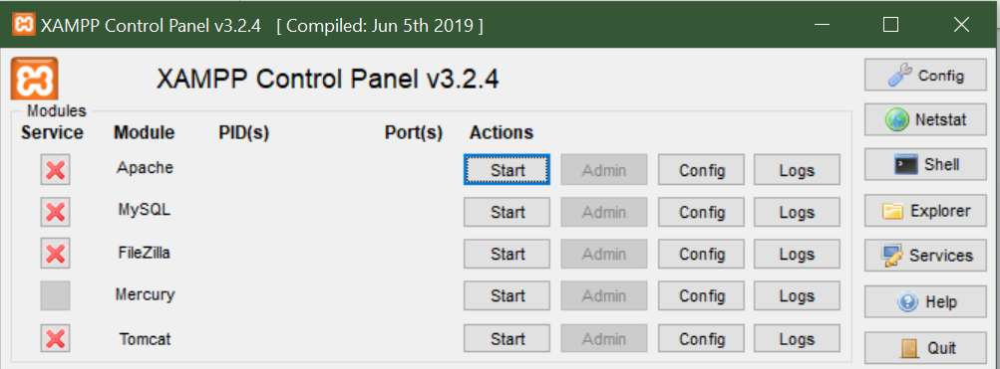 XAMPP Control Panel v3.2.4 [ Compiled: Jun 5th 2019 ]
XAMPP Control Panel v3.2.4
Config
Modules
Service Module PID(s) Port(s) Actions
Netstat
Apache Start Admin Config Logs
Shell
MySQL Start Admin Config Logs
Explorer
FileZilla Start Admin Config Logs
Services
Mercury Start Admin Config Logs
Help
Tomcat Start Admin Config Logs
Quit